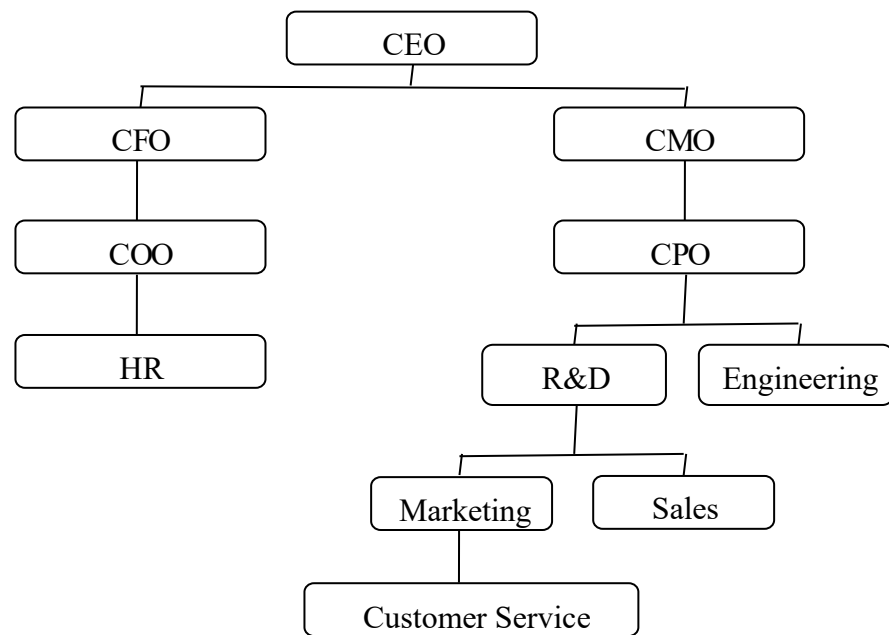 CEO
CFO
CMO
COO
CPO
HR
R&D
Engineering
Marketing
Sales
Customer Service